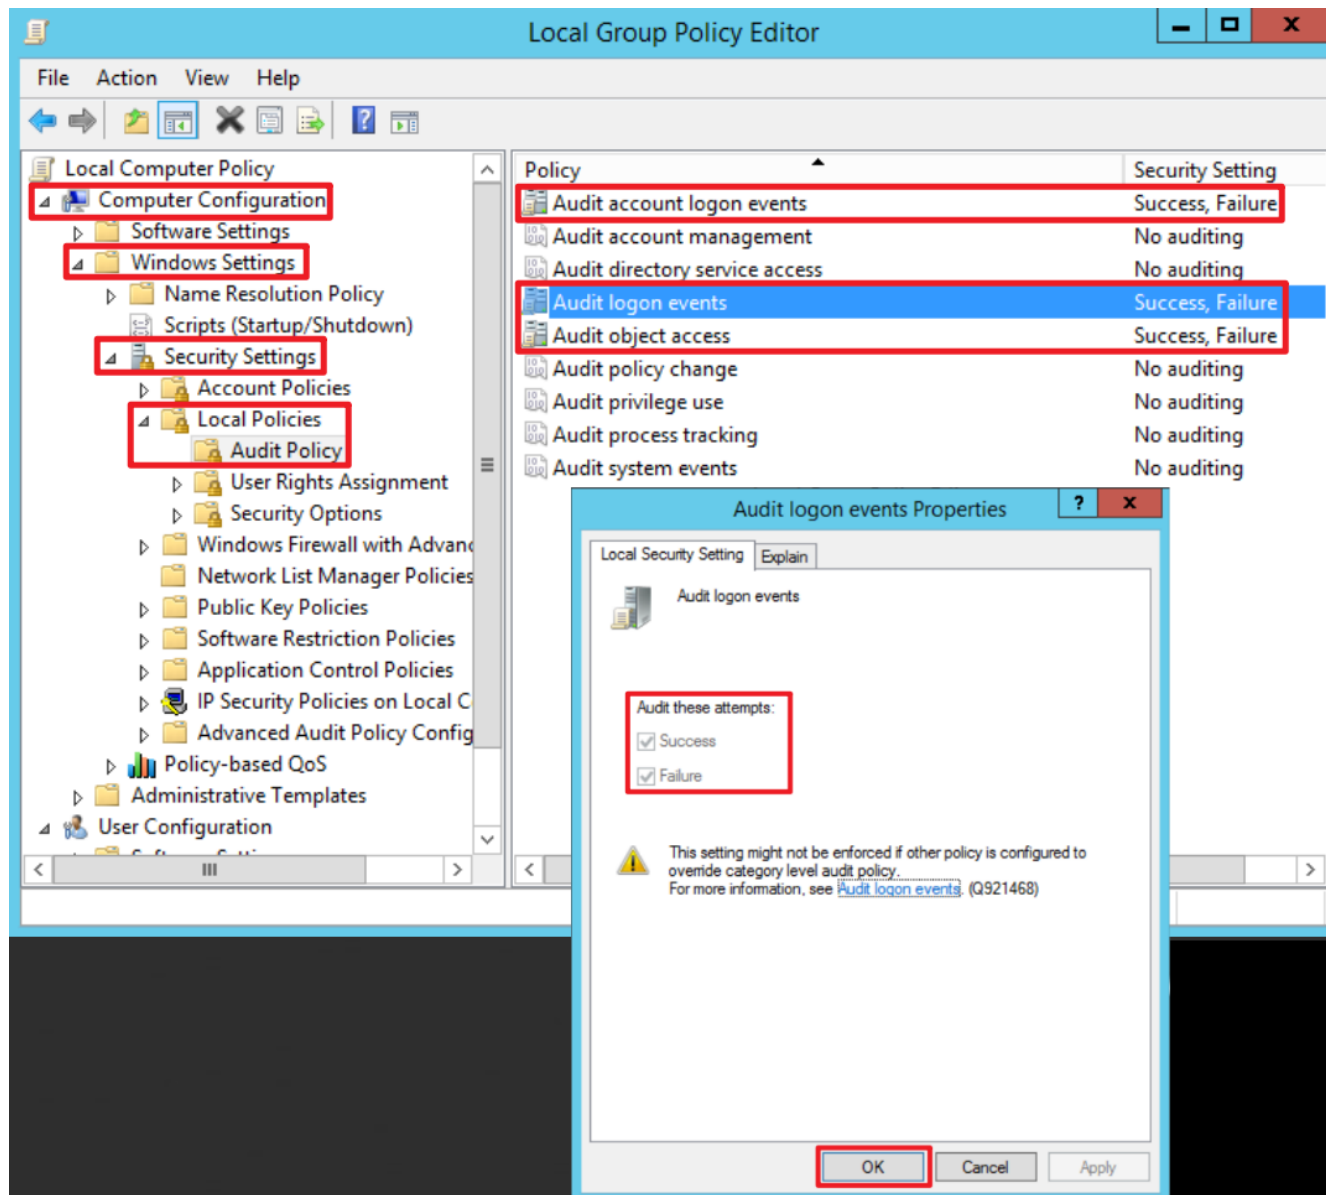 Local Group Policy Editor
File Action View Help
Local Computer Policy
Computer Configuration
Software Settings
Windows Settings
Name Resolution Policy
Scripts (Startup/Shutdown)
Security Settings
Account Policies
Local Policies
Audit Policy
User Rights Assignment
Security Options
Windows Firewall with Advanc
Network List Manager Policies
Public Key Policies
Software Restriction Policies
Application Control Policies
IP Security Policies on Local C
Advanced Audit Policy Config
Policy-based QoS
Administrative Templates
User Configuration
Policy Security Setting
Audit account logon events Success, Failure
Audit account management No auditing
Audit directory service access No auditing
Audit logon events Success, Failure
Audit object access Success, Failure
Audit policy change No auditing
Audit privilege use No auditing
Audit process tracking No auditing
Audit system events No auditing
Audit logon events Properties
Local Security Setting Explain
Audit logon events
Audit these attempts:
Success
Failure
This setting might not be enforced if other policy is configured to
override category level audit policy.
For more information, see Audit logon events. (Q921468)
OK Cancel Apply